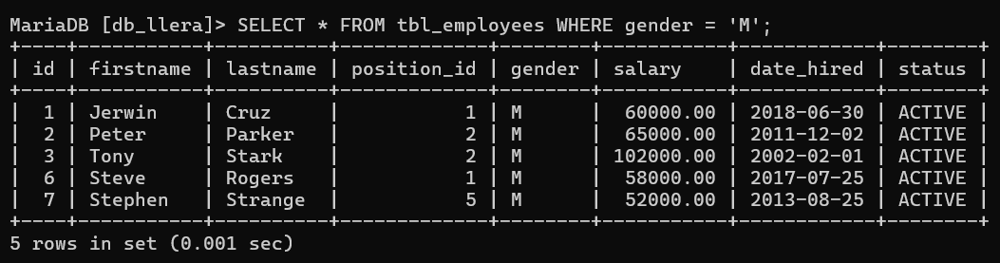 MariaDB [db_llera]> SELECT * FROM tbl_employees WHERE gender = 'M';
+----+-----------+----------+-------------+--------+-----------+------------+--------+
| id | firstname | lastname | position_id | gender | salary    | date_hired | status |
+----+-----------+----------+-------------+--------+-----------+------------+--------+
|  1 | Jerwin    | Cruz     |           1 | M      |  60000.00 | 2018-06-30 | ACTIVE |
|  2 | Peter     | Parker   |           2 | M      |  65000.00 | 2011-12-02 | ACTIVE |
|  3 | Tony      | Stark    |           2 | M      | 102000.00 | 2002-02-01 | ACTIVE |
|  6 | Steve     | Rogers   |           1 | M      |  58000.00 | 2017-07-25 | ACTIVE |
|  7 | Stephen   | Strange  |           5 | M      |  52000.00 | 2013-08-25 | ACTIVE |
+----+-----------+----------+-------------+--------+-----------+------------+--------+
5 rows in set (0.001 sec)